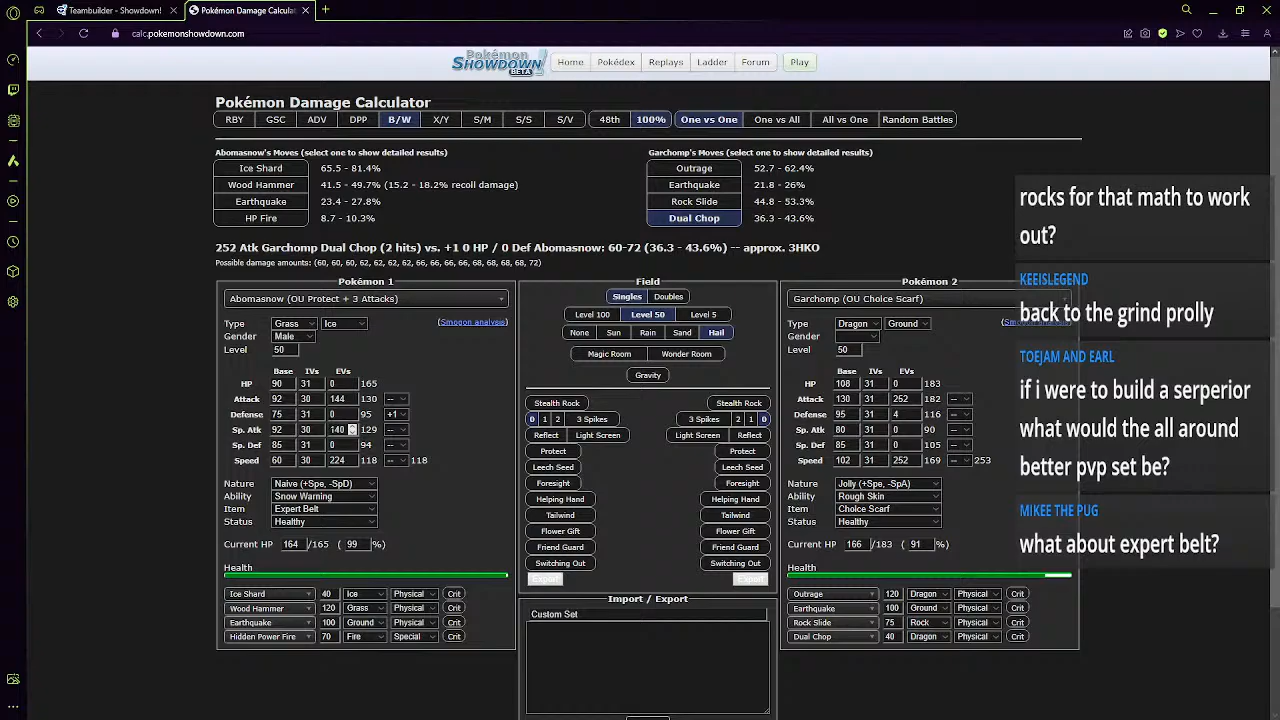 Teambuilder - Showdown!
Pokémon Damage Calculat
calc.pokemonshowdown.com
Pokémon
SHOWDOWN!
BETA
Home
Pokédex
Replays
Ladder
Forum
Play
Pokémon Damage Calculator
RBY GSC ADV DPP B/W X/Y S/M S/S S/V 48th 100% One vs One One vs All All vs One Random Battles
Abomasnow's Moves (select one to show detailed results)
Ice Shard 65.5 - 81.4%
Wood Hammer 41.5 - 49.7% (15.2 - 18.2% recoil damage)
Earthquake 23.4 - 27.8%
HP Fire 8.7 - 10.3%
Garchomp's Moves (select one to show detailed results)
Outrage 52.7 - 62.4%
Earthquake 21.8 - 26%
Rock Slide 44.8 - 53.3%
Dual Chop 36.3 - 43.6%
252 Atk Garchomp Dual Chop (2 hits) vs. +1 0 HP / 0 Def Abomasnow: 60-72 (36.3 - 43.6%) -- approx. 3HKO
Possible damage amounts: (60, 60, 60, 62, 62, 62, 62, 66, 66, 66, 66, 68, 68, 68, 68, 72)
Pokémon 1
Abomasnow (OU Protect + 3 Attacks)
Type Grass Ice (Smogon analysis)
Gender Male
Level 50
Base IVs EVs
HP 90 31 0 165
Attack 92 30 144 130 --
Defense 75 31 0 95 +1
Sp. Atk 92 30 140 129 --
Sp. Def 85 31 0 94 --
Speed 60 30 224 118 -- 118
Nature Naive (+Spe, -SpD)
Ability Snow Warning
Item Expert Belt
Status Healthy
Current HP 164 /165 ( 99 %)
Health
Ice Shard 40 Ice Physical Crit
Wood Hammer 120 Grass Physical Crit
Earthquake 100 Ground Physical Crit
Hidden Power Fire 70 Fire Special Crit
Field
Singles Doubles
Level 100 Level 50 Level 5
None Sun Rain Sand Hail
Magic Room Wonder Room
Gravity
Stealth Rock Stealth Rock
0 1 2 3 Spikes 3 Spikes 2 1 0
Reflect Light Screen Light Screen Reflect
Protect Protect
Leech Seed Leech Seed
Foresight Foresight
Helping Hand Helping Hand
Tailwind Tailwind
Flower Gift Flower Gift
Friend Guard Friend Guard
Switching Out Switching Out
Export Export
Import / Export
Custom Set
Pokémon 2
Garchomp (OU Choice Scarf)
Type Dragon Ground (Smogon analysis)
Gender
Level 50
Base IVs EVs
HP 108 31 0 183
Attack 130 31 252 182 --
Defense 95 31 4 116 --
Sp. Atk 80 31 0 90 --
Sp. Def 85 31 0 105 --
Speed 102 31 252 169 -- 253
Nature Jolly (+Spe, -SpA)
Ability Rough Skin
Item Choice Scarf
Status Healthy
Current HP 166 /183 ( 91 %)
Health
Outrage 120 Dragon Physical Crit
Earthquake 100 Ground Physical Crit
Rock Slide 75 Rock Physical Crit
Dual Chop 40 Dragon Physical Crit
rocks for that math to work
out?
KEEISLEGEND
back to the grind prolly
TOEJAM AND EARL
if i were to build a serperior
what would the all around
better pvp set be?
MIKEE THE PUG
what about expert belt?